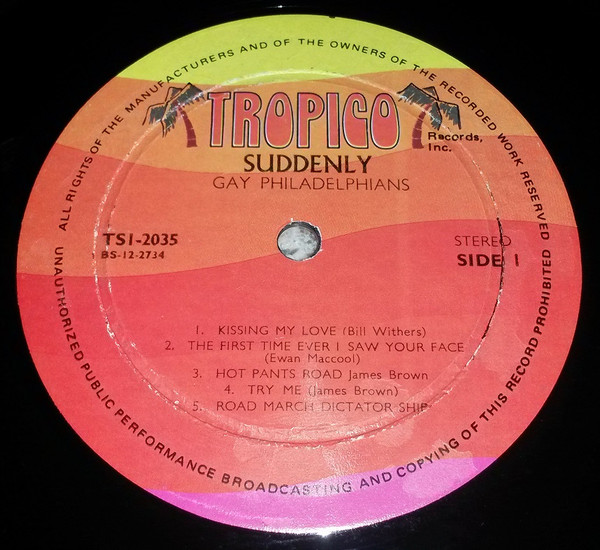 ALL RIGHTS OF THE MANUFACTURERS AND OF THE OWNERS OF THE RECORDED WORK RESERVED
TROPICO
Records,
Inc.
SUDDENLY
GAY PHILADELPHIANS
TSI-2035
BS-12-2734
STEREO
SIDE 1
1. KISSING MY LOVE (Bill Withers)
2. THE FIRST TIME EVER I SAW YOUR FACE
(Ewan Maccool)
3. HOT PANTS ROAD James Brown
4. TRY ME (James Brown)
5. ROAD MARCH DICTATOR SHIP
UNAUTHORIZED PUBLIC PERFORMANCE BROADCASTING AND COPYING OF THIS RECORD PROHIBITED